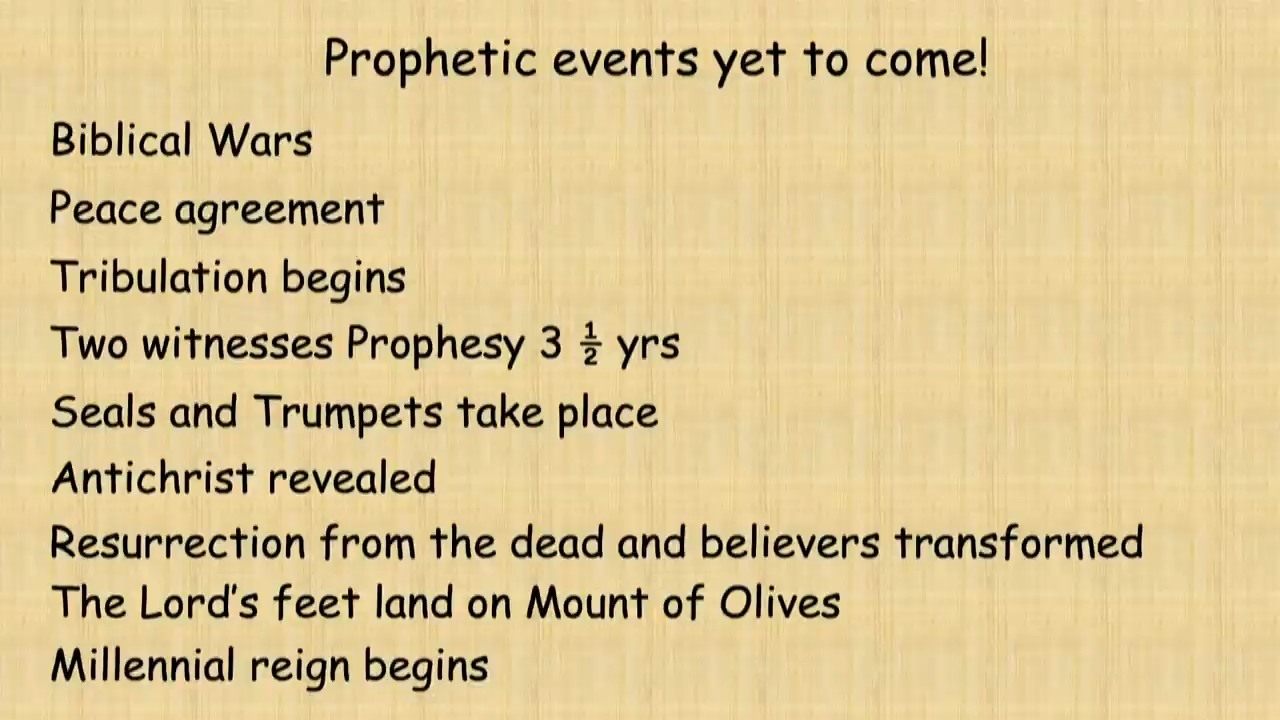 Prophetic events yet to come!
Biblical Wars
Peace agreement
Tribulation begins
Two witnesses Prophesy 3 ½ yrs
Seals and Trumpets take place
Antichrist revealed
Resurrection from the dead and believers transformed
The Lord's feet land on Mount of Olives
Millennial reign begins